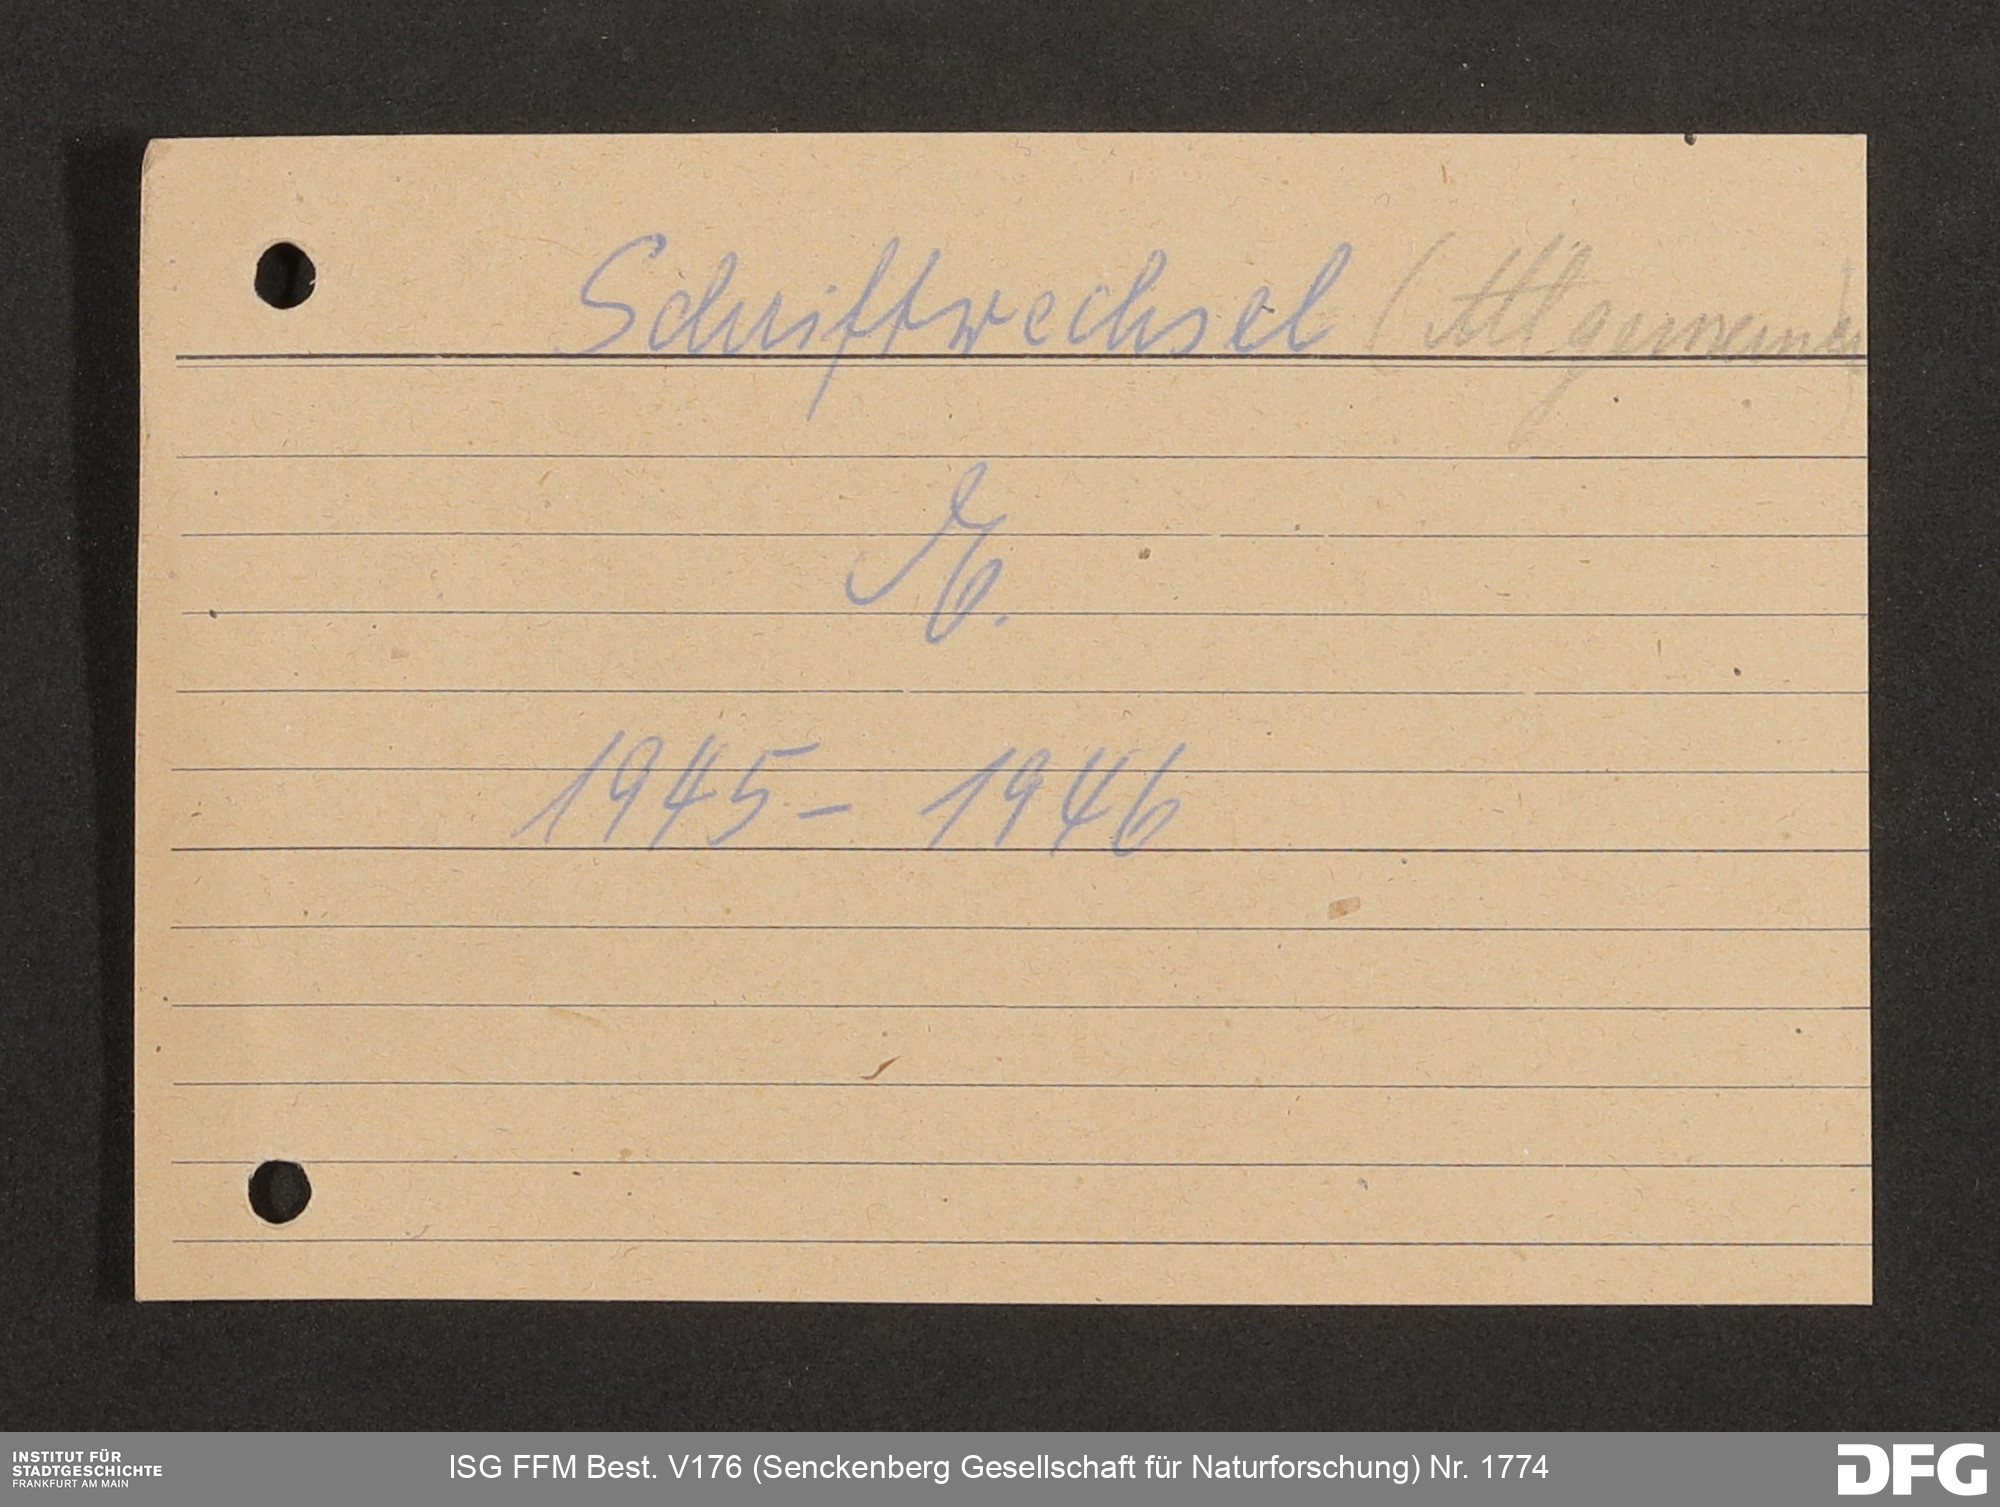 Schriftwechsel (Allgemeines)
1945 - 1946
INSTITUT FÜR
STADTGESCHICHTE
FRANKFURT AM MAIN
ISG FFM Best. V176 (Senckenberg Gesellschaft für Naturforschung) Nr. 1774
DFG